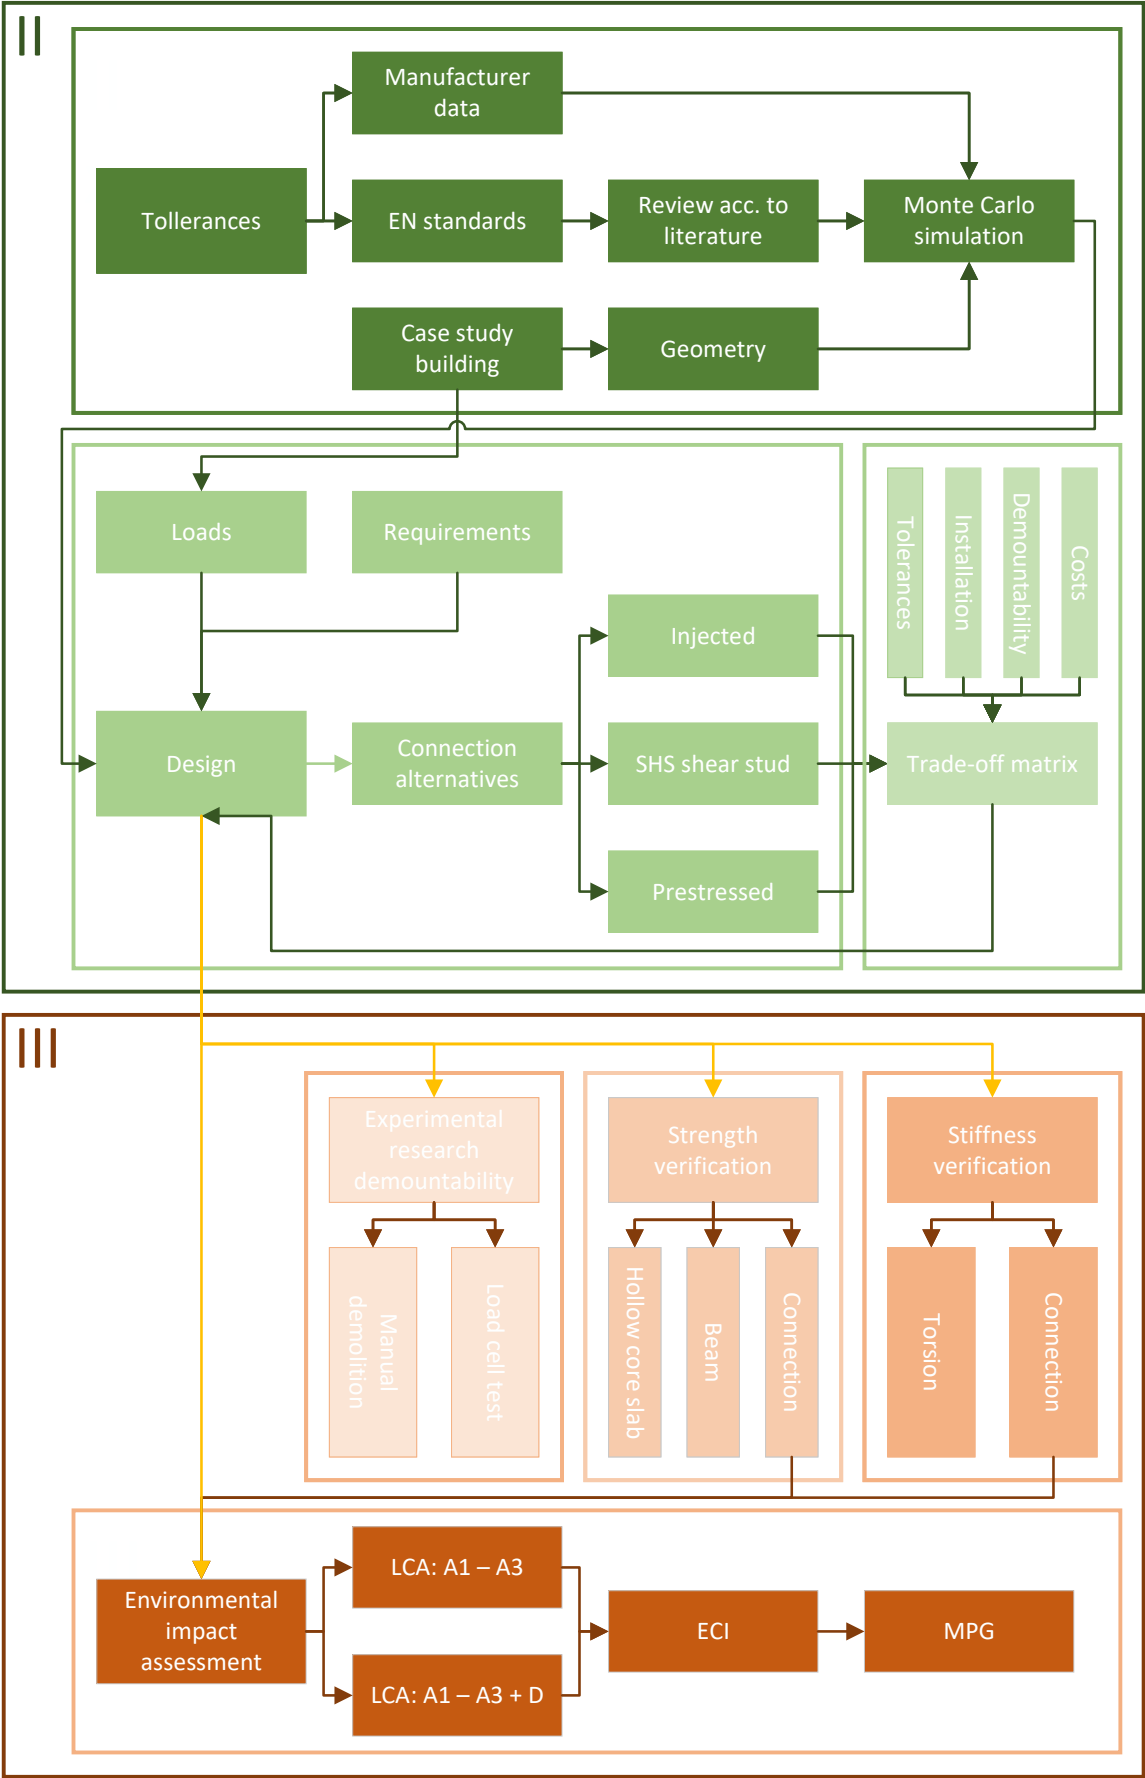 II
Manufacturer
data
Tollerances
EN standards
Review acc. to
literature
Monte Carlo
simulation
Case study
building
Geometry
Loads
Requirements
Tolerances
Installation
Demountability
Costs
Injected
Design
Connection
alternatives
SHS shear stud
Trade-off matrix
Prestressed
III
Experimental
research
demountability
Strength
verification
Stiffness
verification
Manual
demolition
Load cell test
Hollow core slab
Beam
Connection
Torsion
Connection
LCA: A1 – A3
Environmental
impact
assessment
ECI
MPG
LCA: A1 – A3 + D